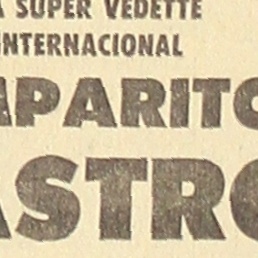 A SUPER VEDETTE
INTERNACIONAL
APARITO
ASTRO